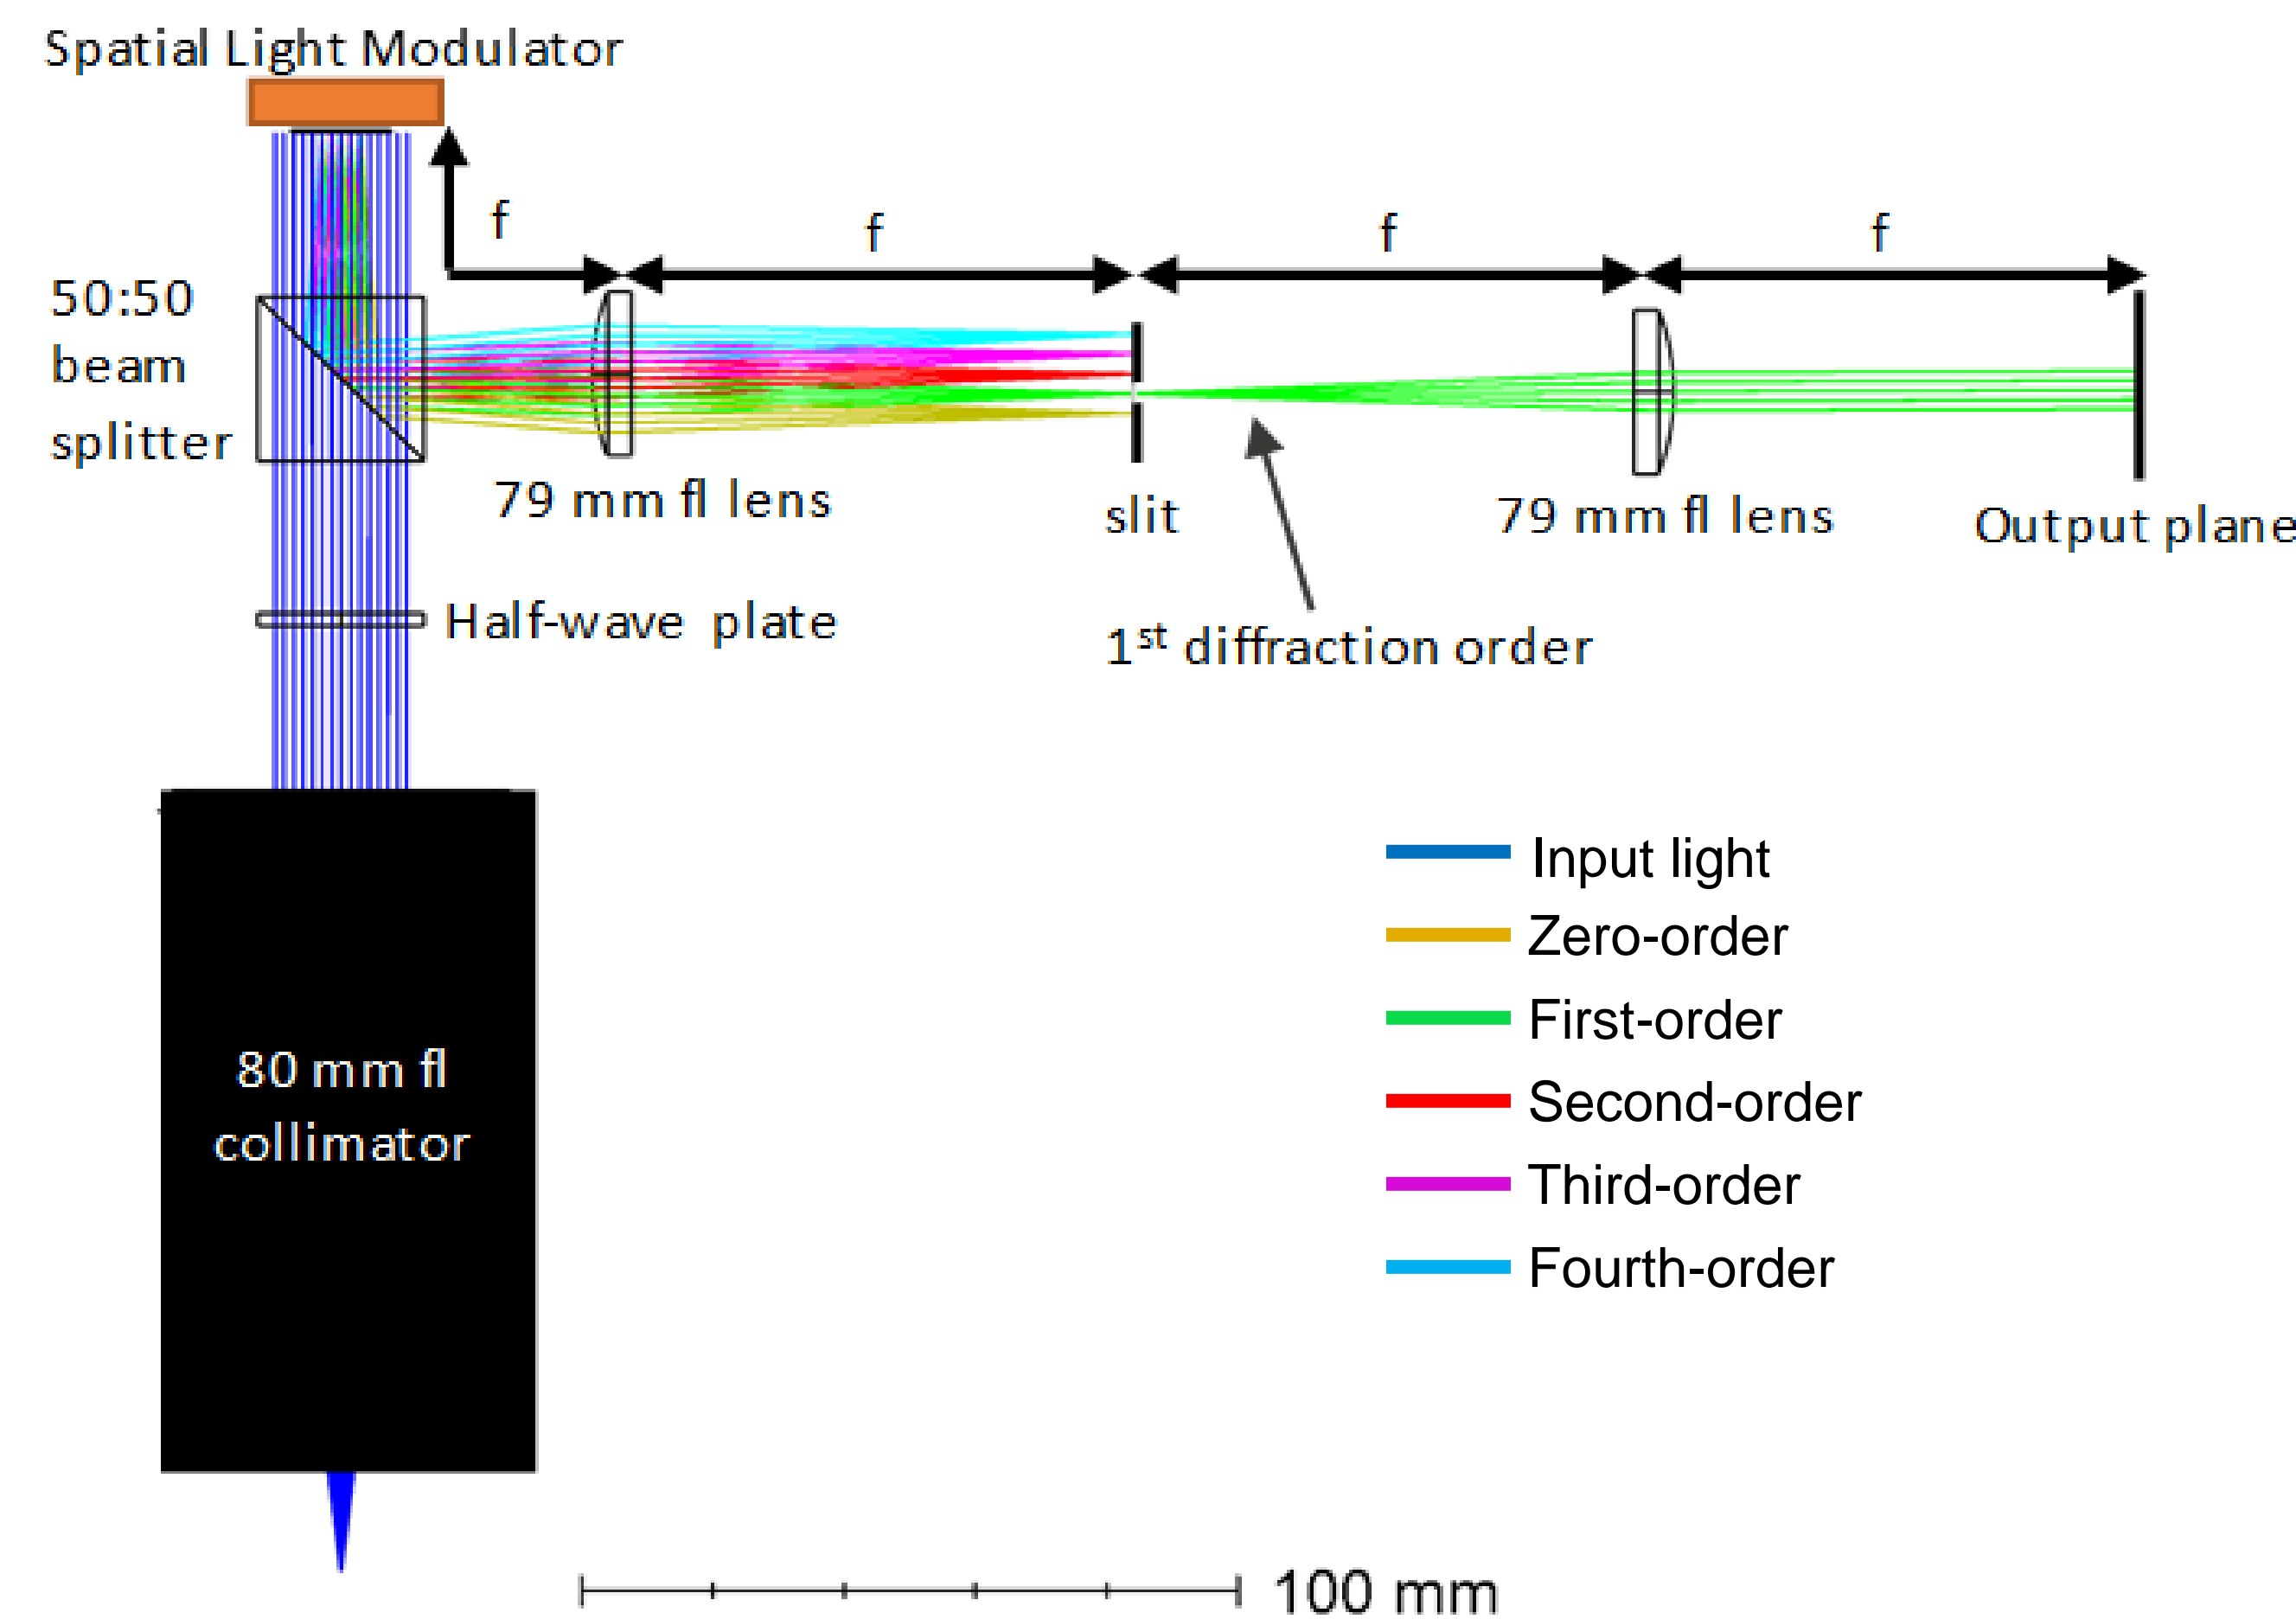 Spatial Light Modulator
f
f
f
f
50:50
beam
splitter
79 mm fl lens
slit
79 mm fl lens
Output plane
Half-wave plate
1st diffraction order
80 mm fl
collimator
Input light
Zero-order
First-order
Second-order
Third-order
Fourth-order
100 mm